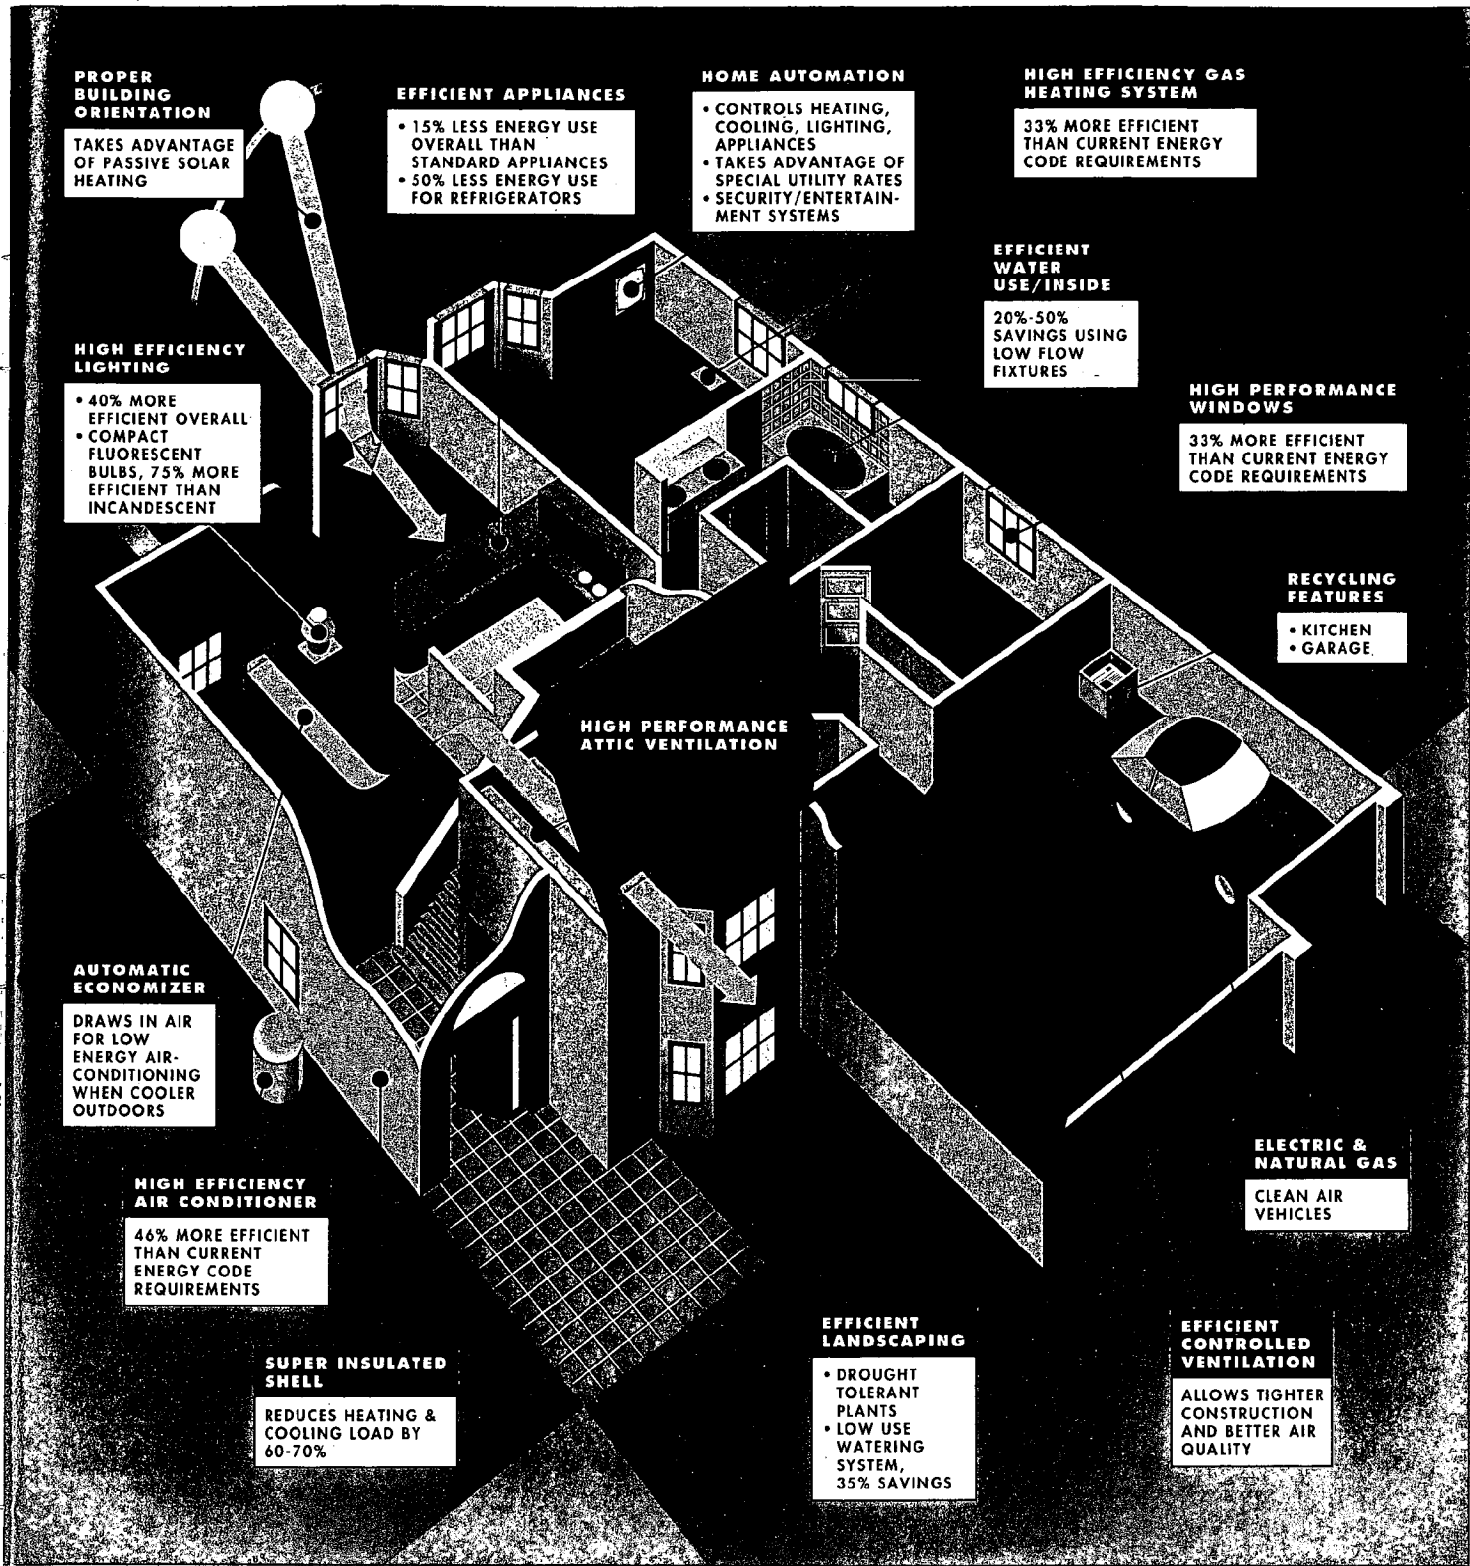 PROPER
BUILDING
ORIENTATION
TAKES ADVANTAGE
OF PASSIVE SOLAR
HEATING
EFFICIENT APPLIANCES
• 15% LESS ENERGY USE
OVERALL THAN
STANDARD APPLIANCES
• 50% LESS ENERGY USE
FOR REFRIGERATORS
HOME AUTOMATION
• CONTROLS HEATING,
COOLING, LIGHTING,
APPLIANCES
• TAKES ADVANTAGE OF
SPECIAL UTILITY RATES
• SECURITY/ENTERTAIN-
MENT SYSTEMS
HIGH EFFICIENCY GAS
HEATING SYSTEM
33% MORE EFFICIENT
THAN CURRENT ENERGY
CODE REQUIREMENTS
EFFICIENT
WATER
USE/INSIDE
20%-50%
SAVINGS USING
LOW FLOW
FIXTURES
HIGH EFFICIENCY
LIGHTING
• 40% MORE
EFFICIENT OVERALL
• COMPACT
FLUORESCENT
BULBS, 75% MORE
EFFICIENT THAN
INCANDESCENT
HIGH PERFORMANCE
WINDOWS
33% MORE EFFICIENT
THAN CURRENT ENERGY
CODE REQUIREMENTS
RECYCLING
FEATURES
• KITCHEN
• GARAGE
HIGH PERFORMANCE
ATTIC VENTILATION
AUTOMATIC
ECONOMIZER
DRAWS IN AIR
FOR LOW
ENERGY AIR-
CONDITIONING
WHEN COOLER
OUTDOORS
ELECTRIC &
NATURAL GAS
CLEAN AIR
VEHICLES
HIGH EFFICIENCY
AIR CONDITIONER
46% MORE EFFICIENT
THAN CURRENT
ENERGY CODE
REQUIREMENTS
SUPER INSULATED
SHELL
REDUCES HEATING &
COOLING LOAD BY
60-70%
EFFICIENT
LANDSCAPING
• DROUGHT
TOLERANT
PLANTS
• LOW USE
WATERING
SYSTEM,
35% SAVINGS
EFFICIENT
CONTROLLED
VENTILATION
ALLOWS TIGHTER
CONSTRUCTION
AND BETTER AIR
QUALITY